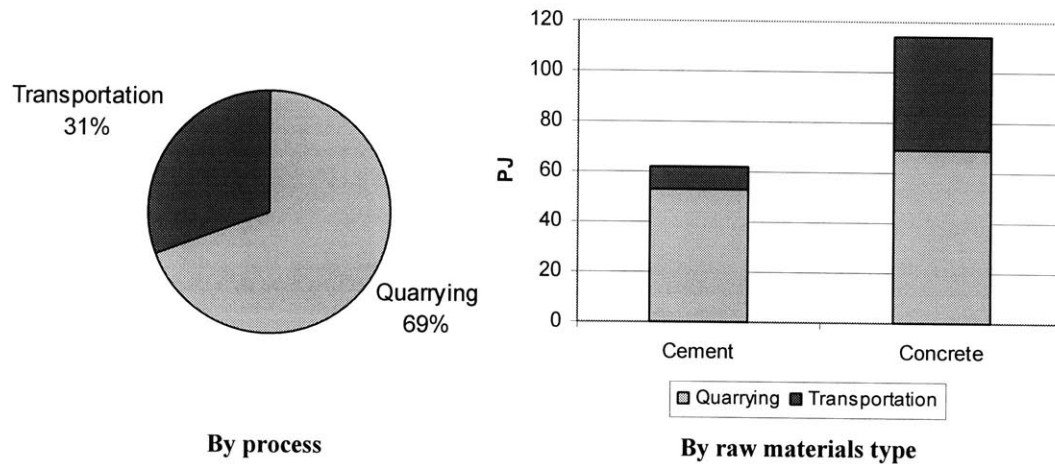 Transportation
31%
Quarrying
69%
By process
120
100
80
60
40
20
0
PJ
Cement
Concrete
Quarrying Transportation
By raw materials type